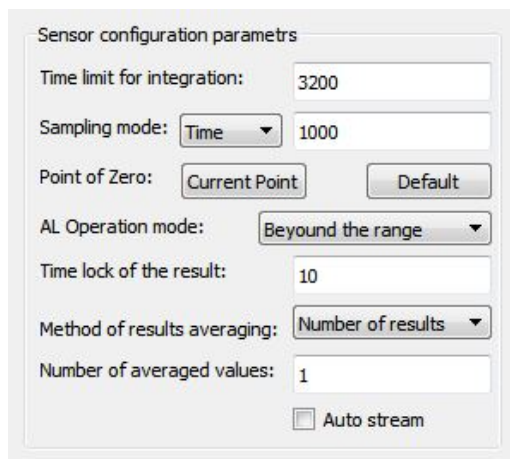 Sensor configuration parametrs
Time limit for integration: 3200
Sampling mode: Time 1000
Point of Zero: Current Point Default
AL Operation mode: Beyound the range
Time lock of the result: 10
Method of results averaging: Number of results
Number of averaged values: 1
Auto stream